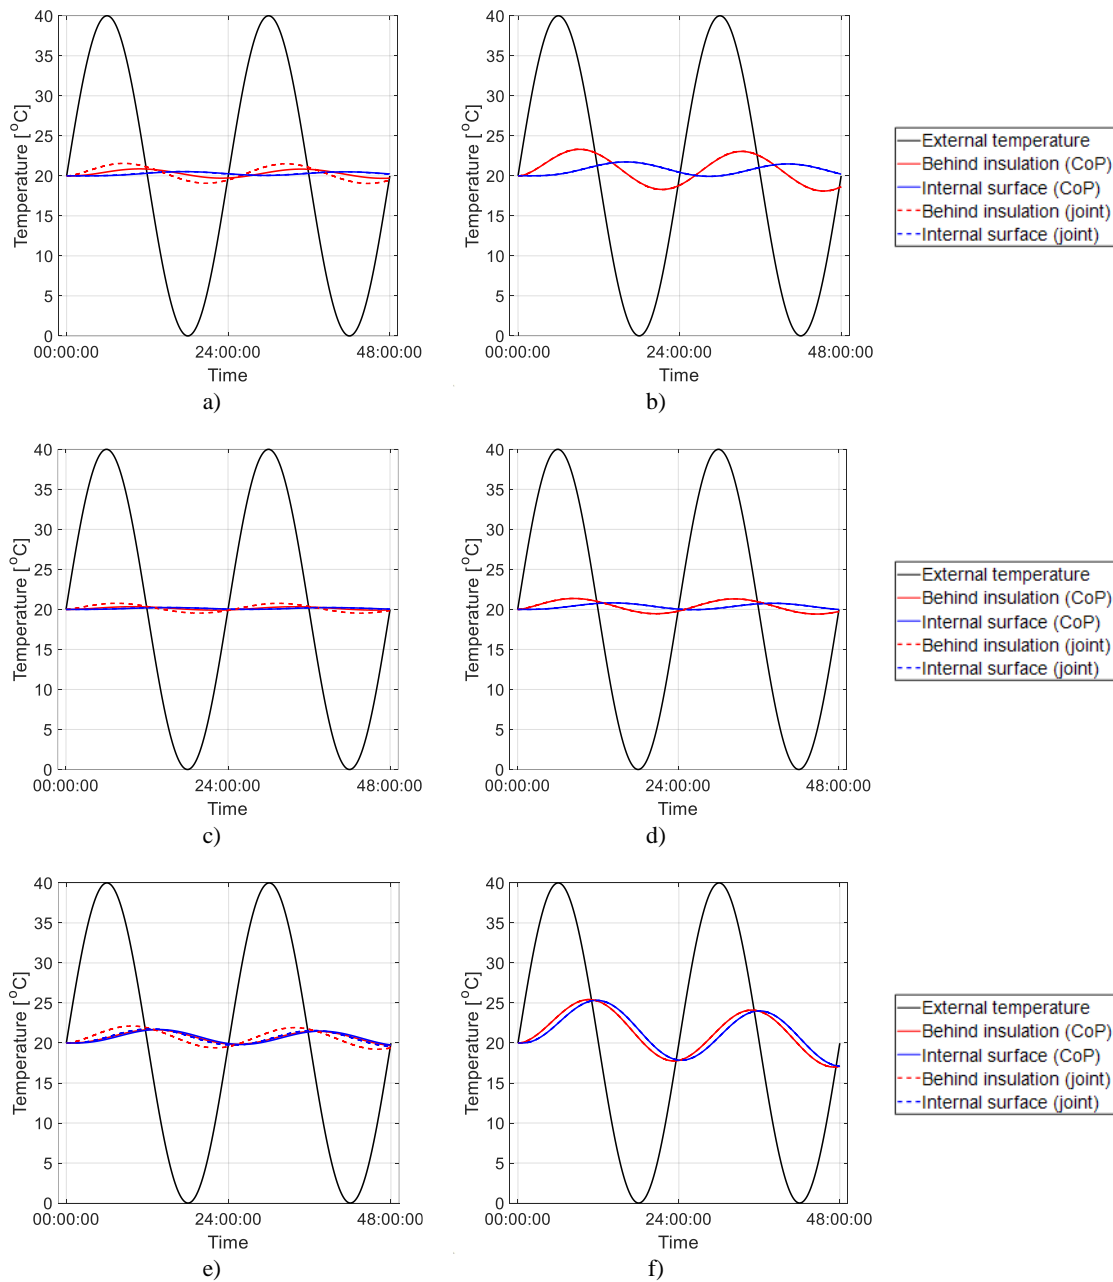 40
35
30
25
20
15
10
5
0
Temperature [°C]
00:00:00 24:00:00 48:00:00
Time
a)
40
35
30
25
20
15
10
5
0
Temperature [°C]
00:00:00 24:00:00 48:00:00
Time
b)
External temperature
Behind insulation (CoP)
Internal surface (CoP)
Behind insulation (joint)
Internal surface (joint)
40
35
30
25
20
15
10
5
0
Temperature [°C]
00:00:00 24:00:00 48:00:00
Time
c)
40
35
30
25
20
15
10
5
0
Temperature [°C]
00:00:00 24:00:00 48:00:00
Time
d)
External temperature
Behind insulation (CoP)
Internal surface (CoP)
Behind insulation (joint)
Internal surface (joint)
40
35
30
25
20
15
10
5
0
Temperature [°C]
00:00:00 24:00:00 48:00:00
Time
e)
40
35
30
25
20
15
10
5
0
Temperature [°C]
00:00:00 24:00:00 48:00:00
Time
f)
External temperature
Behind insulation (CoP)
Internal surface (CoP)
Behind insulation (joint)
Internal surface (joint)